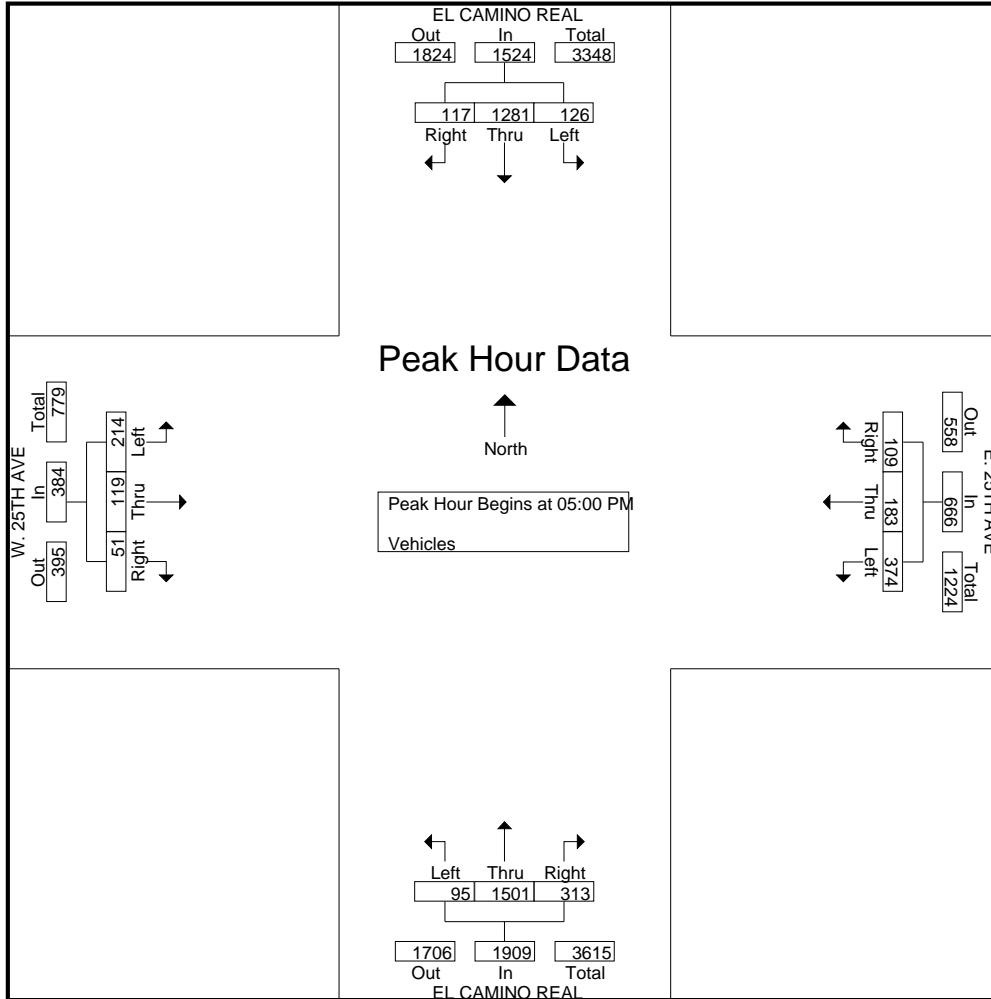 EL CAMINO REAL
Out In Total
1824 1524 3348
117 1281 126
Right Thru Left
Peak Hour Data
North
Peak Hour Begins at 05:00 PM
Vehicles
W. 25TH AVE
Total In Out
779 384 395
214 119 51
Left Thru Right
E. 25TH AVE
Out In Total
558 666 1224
109 183 374
Right Thru Left
Left Thru Right
95 1501 313
1706 1909 3615
Out In Total
EL CAMINO REAL